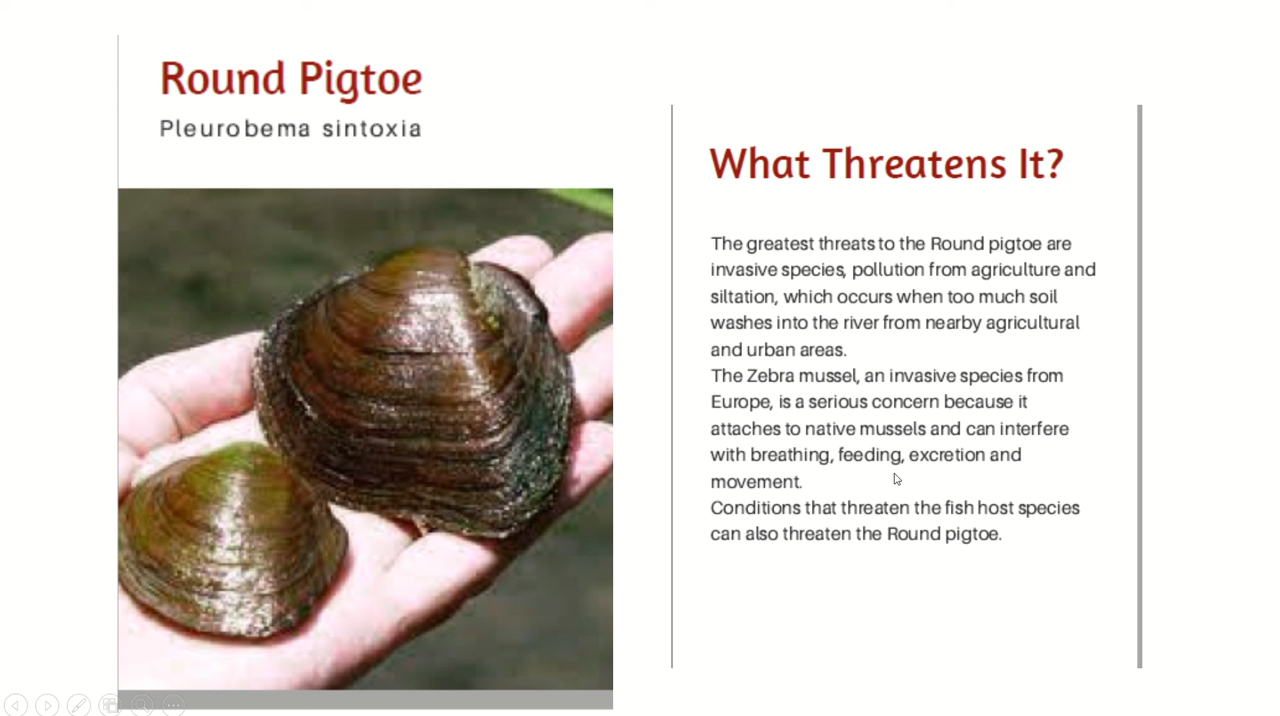 Round Pigtoe
Pleurobema sintoxia
What Threatens It?
The greatest threats to the Round pigtoe are
invasive species, pollution from agriculture and
siltation, which occurs when too much soil
washes into the river from nearby agricultural
and urban areas.
The Zebra mussel, an invasive species from
Europe, is a serious concern because it
attaches to native mussels and can interfere
with breathing, feeding, excretion and
movement.
Conditions that threaten the fish host species
can also threaten the Round pigtoe.